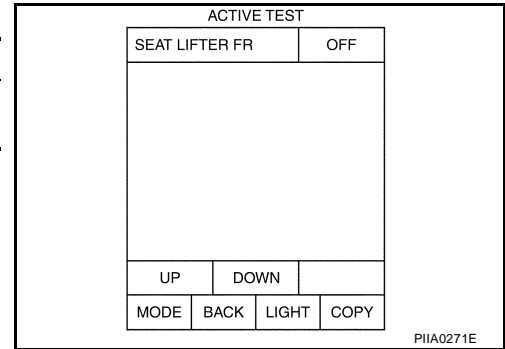 ACTIVE TEST
SEAT LIFTER FR OFF
UP DOWN
MODE BACK LIGHT COPY
PIIA0271E